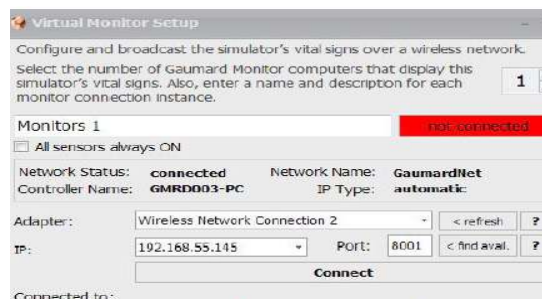 Virtual Monitor Setup
Configure and broadcast the simulator's vital signs over a wireless network.
Select the number of Gaumard Monitor computers that display this
simulator's vital signs. Also, enter a name and description for each
monitor connection instance.
1
Monitors 1
not connected
All sensors always ON
Network Status: connected Network Name: GaumardNet
Controller Name: GMRD003-PC IP Type: automatic
Adapter: Wireless Network Connection 2 < refresh ?
IP: 192.168.55.145 Port: 8001 < find avail. ?
Connect
Connected to: